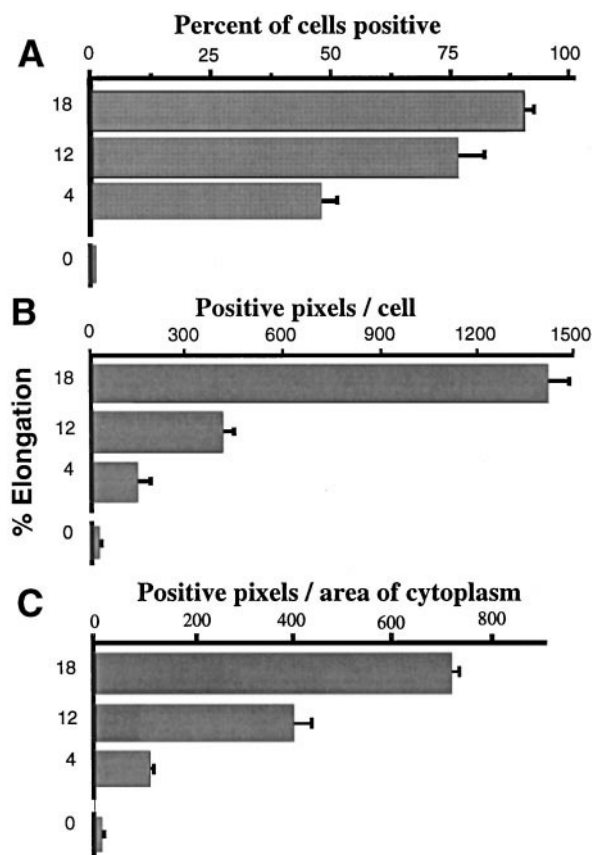 Percent of cells positive
A
0 25 50 75 100
18
12
4
0
Positive pixels / cell
B
0 300 600 900 1200 1500
% Elongation
18
12
4
0
Positive pixels / area of cytoplasm
C
0 200 400 600 800
18
12
4
0